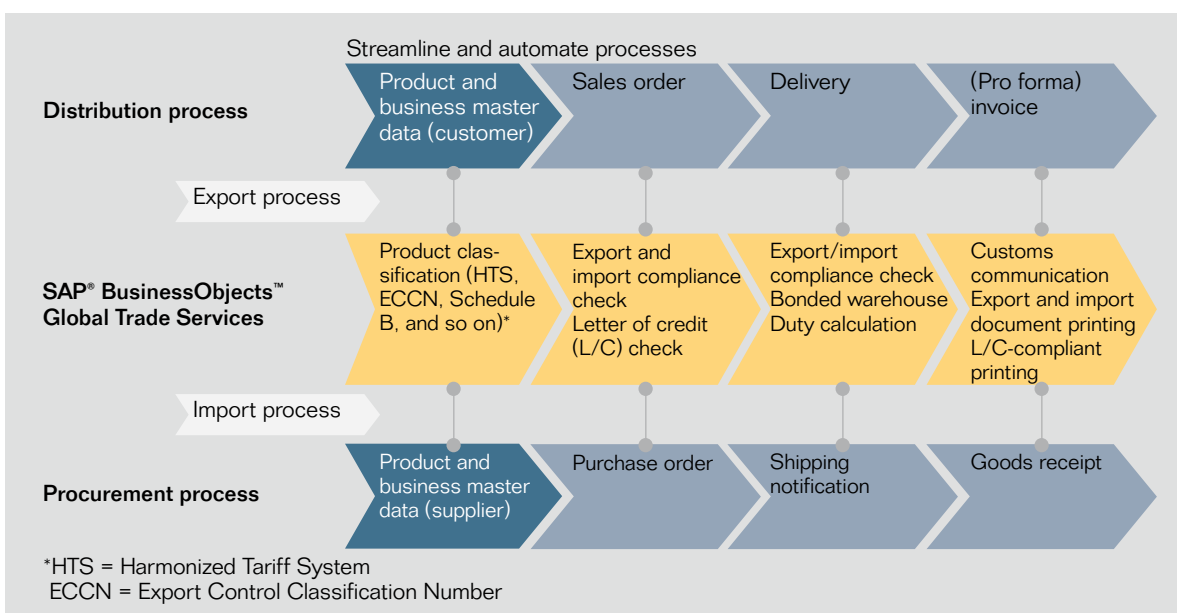 Streamline and automate processes
Distribution process
Product and
business master
data (customer)
Sales order
Delivery
(Pro forma)
invoice
Export process
SAP® BusinessObjects™
Global Trade Services
Product clas-
sification (HTS,
ECCN, Schedule
B, and so on)*
Export and
import compliance
check
Letter of credit
(L/C) check
Export/import
compliance check
Bonded warehouse
Duty calculation
Customs
communication
Export and import
document printing
L/C-compliant
printing
Import process
Procurement process
Product and
business master
data (supplier)
Purchase order
Shipping
notification
Goods receipt
*HTS = Harmonized Tariff System
ECCN = Export Control Classification Number